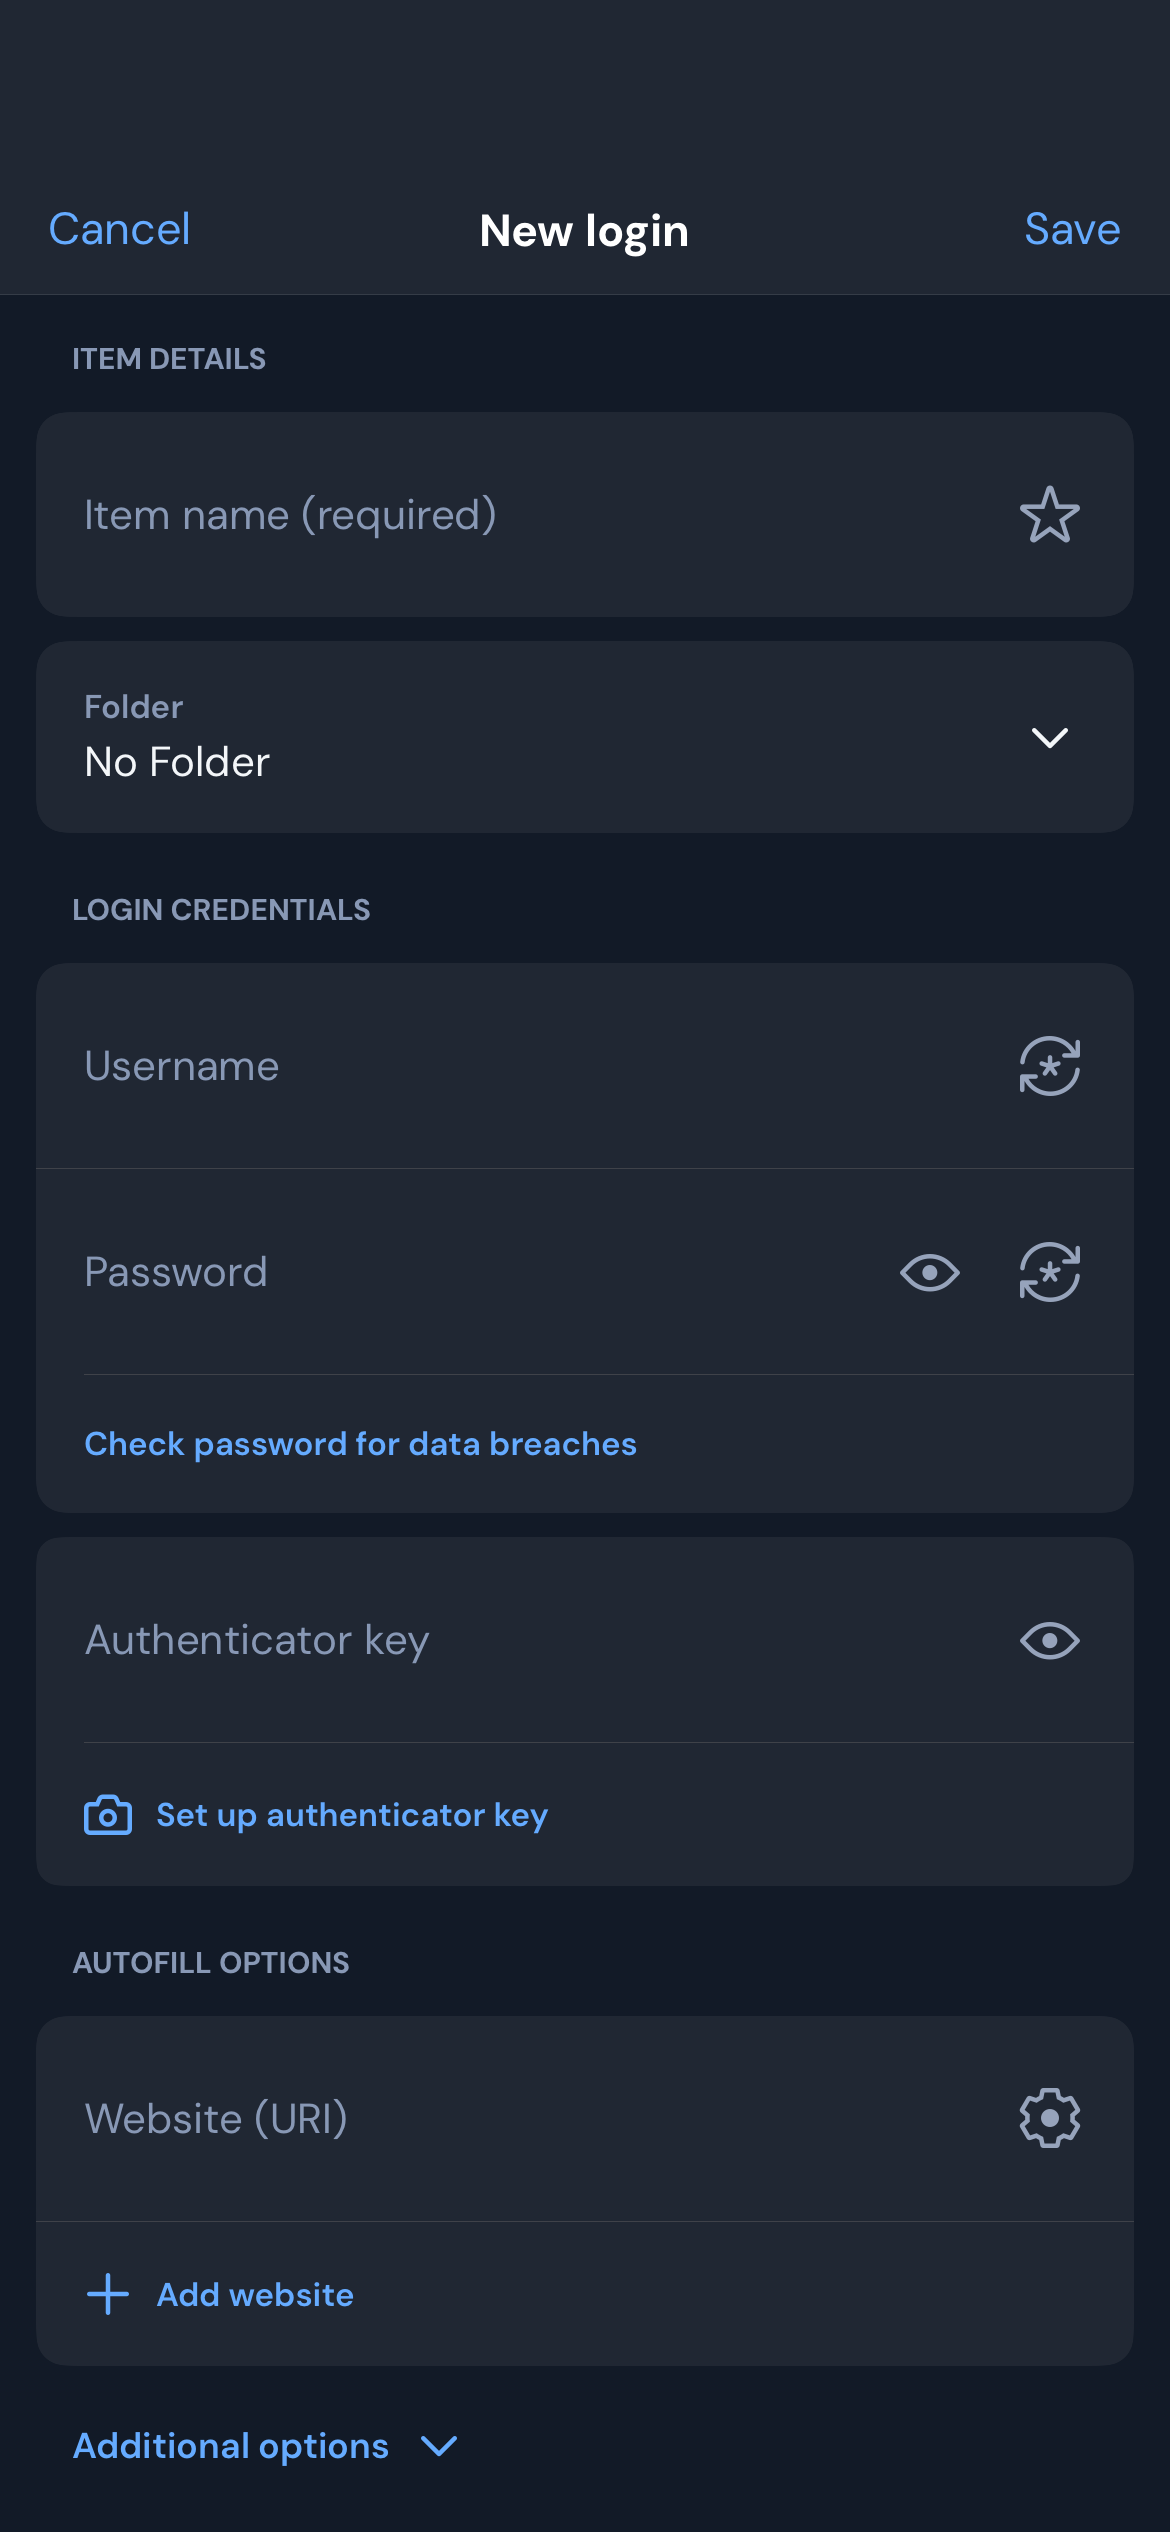 Cancel
New login
Save
ITEM DETAILS
Item name (required)
Folder
No Folder
LOGIN CREDENTIALS
Username
Password
Check password for data breaches
Authenticator key
Set up authenticator key
AUTOFILL OPTIONS
Website (URI)
Add website
Additional options